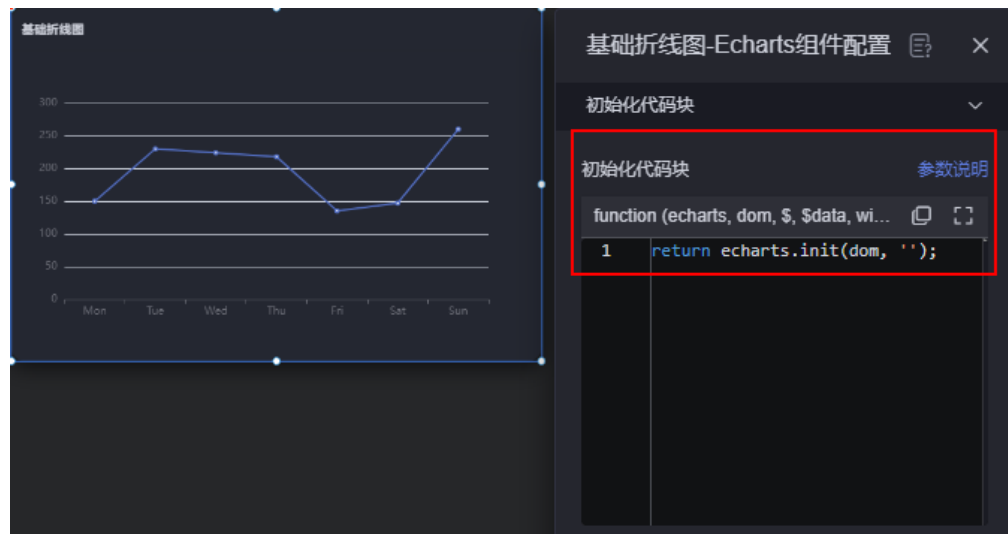 基础折线图
300
250
200
150
100
50
0
Mon Tue Wed Thu Fri Sat Sun
基础折线图-Echarts组件配置
初始化代码块
初始化代码块 参数说明
function (echarts, dom, $, $data, wi...
1 return echarts.init(dom, '');